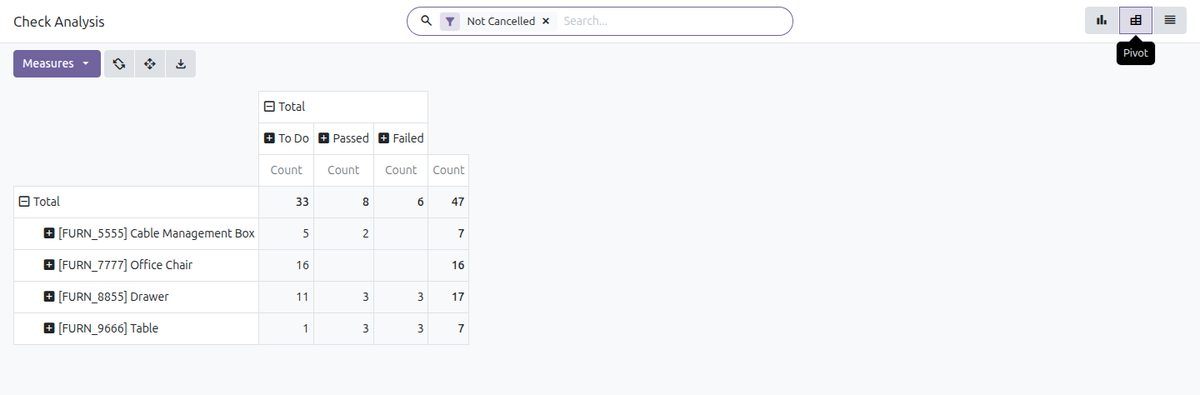 Check Analysis
Not Cancelled × Search...
Pivot
Measures
Total
To Do Passed Failed
Count Count Count Count
Total 33 8 6 47
[FURN_5555] Cable Management Box 5 2 7
[FURN_7777] Office Chair 16 16
[FURN_8855] Drawer 11 3 3 17
[FURN_9666] Table 1 3 3 7